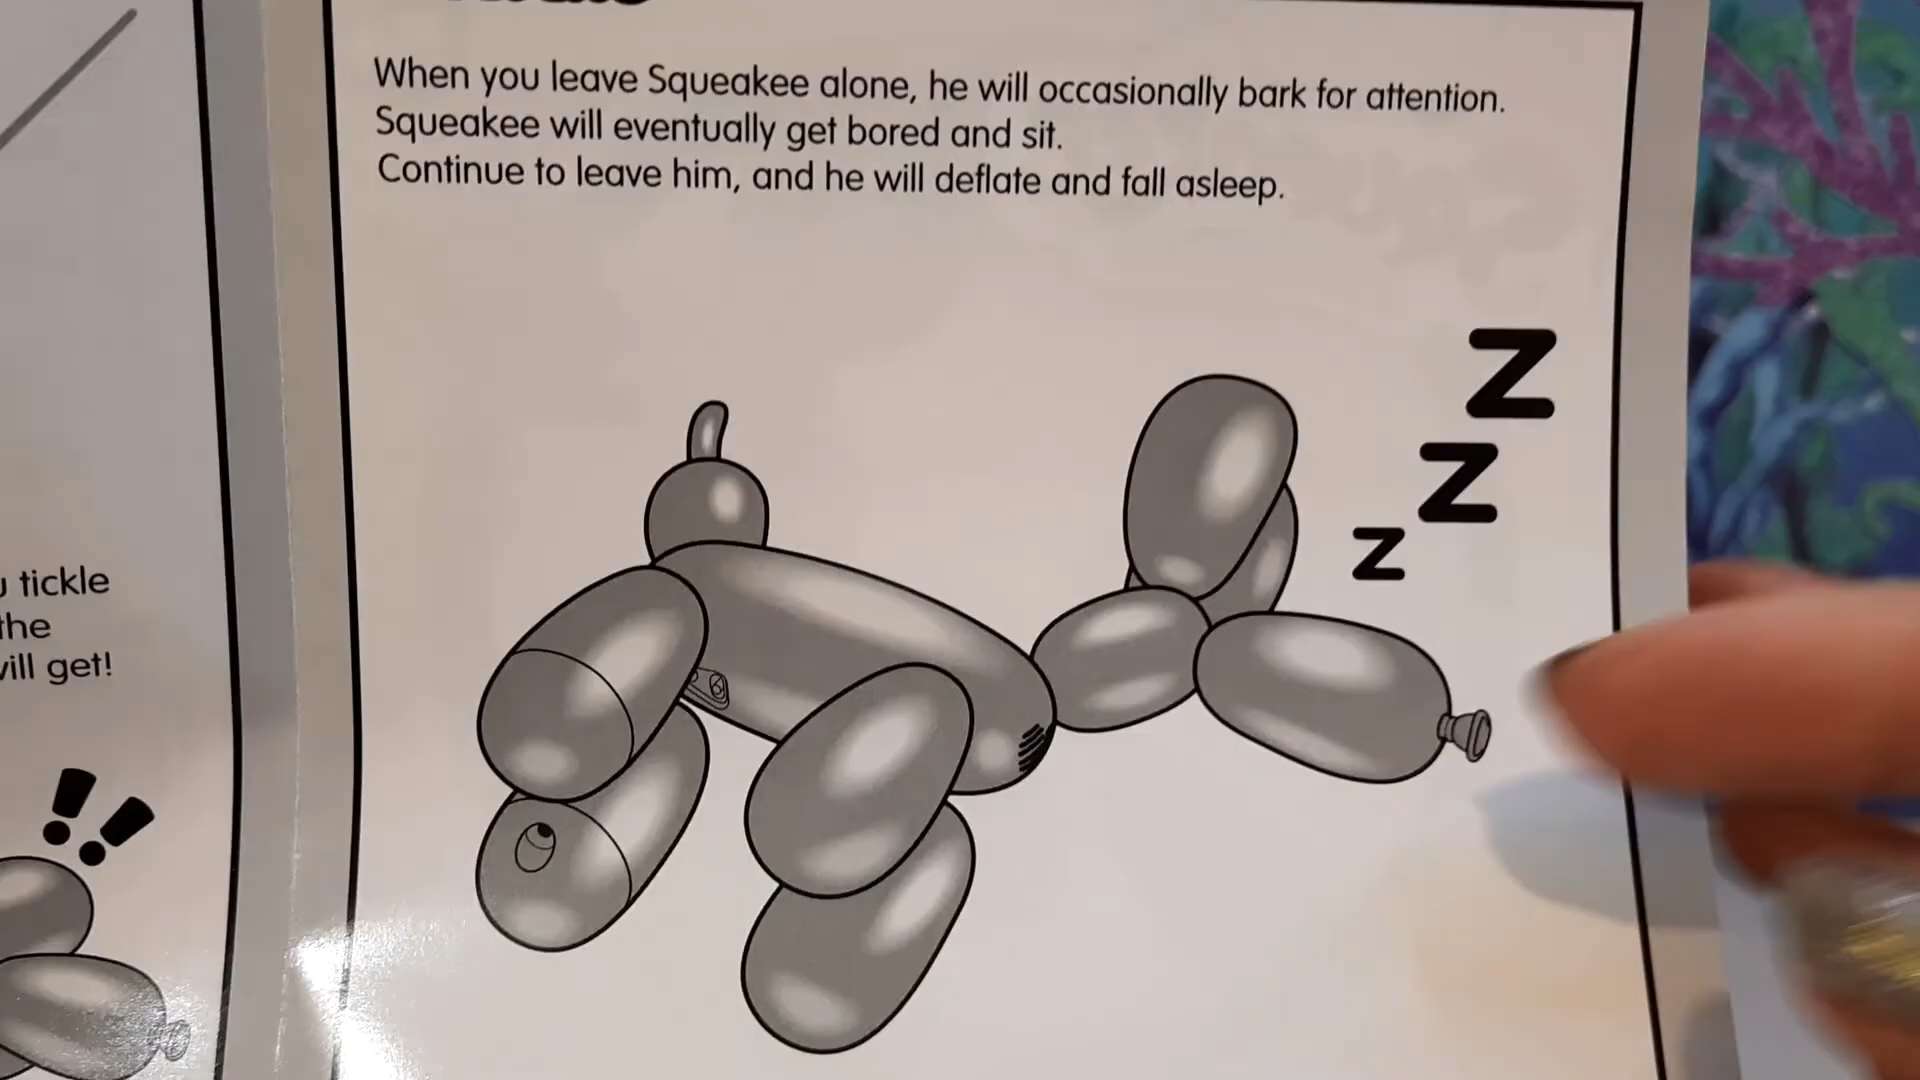 When you leave Squeakee alone, he will occasionally bark for attention.
Squeakee will eventually get bored and sit.
Continue to leave him, and he will deflate and fall asleep.
Z
Z
Z
tickle
the
will get!
!!